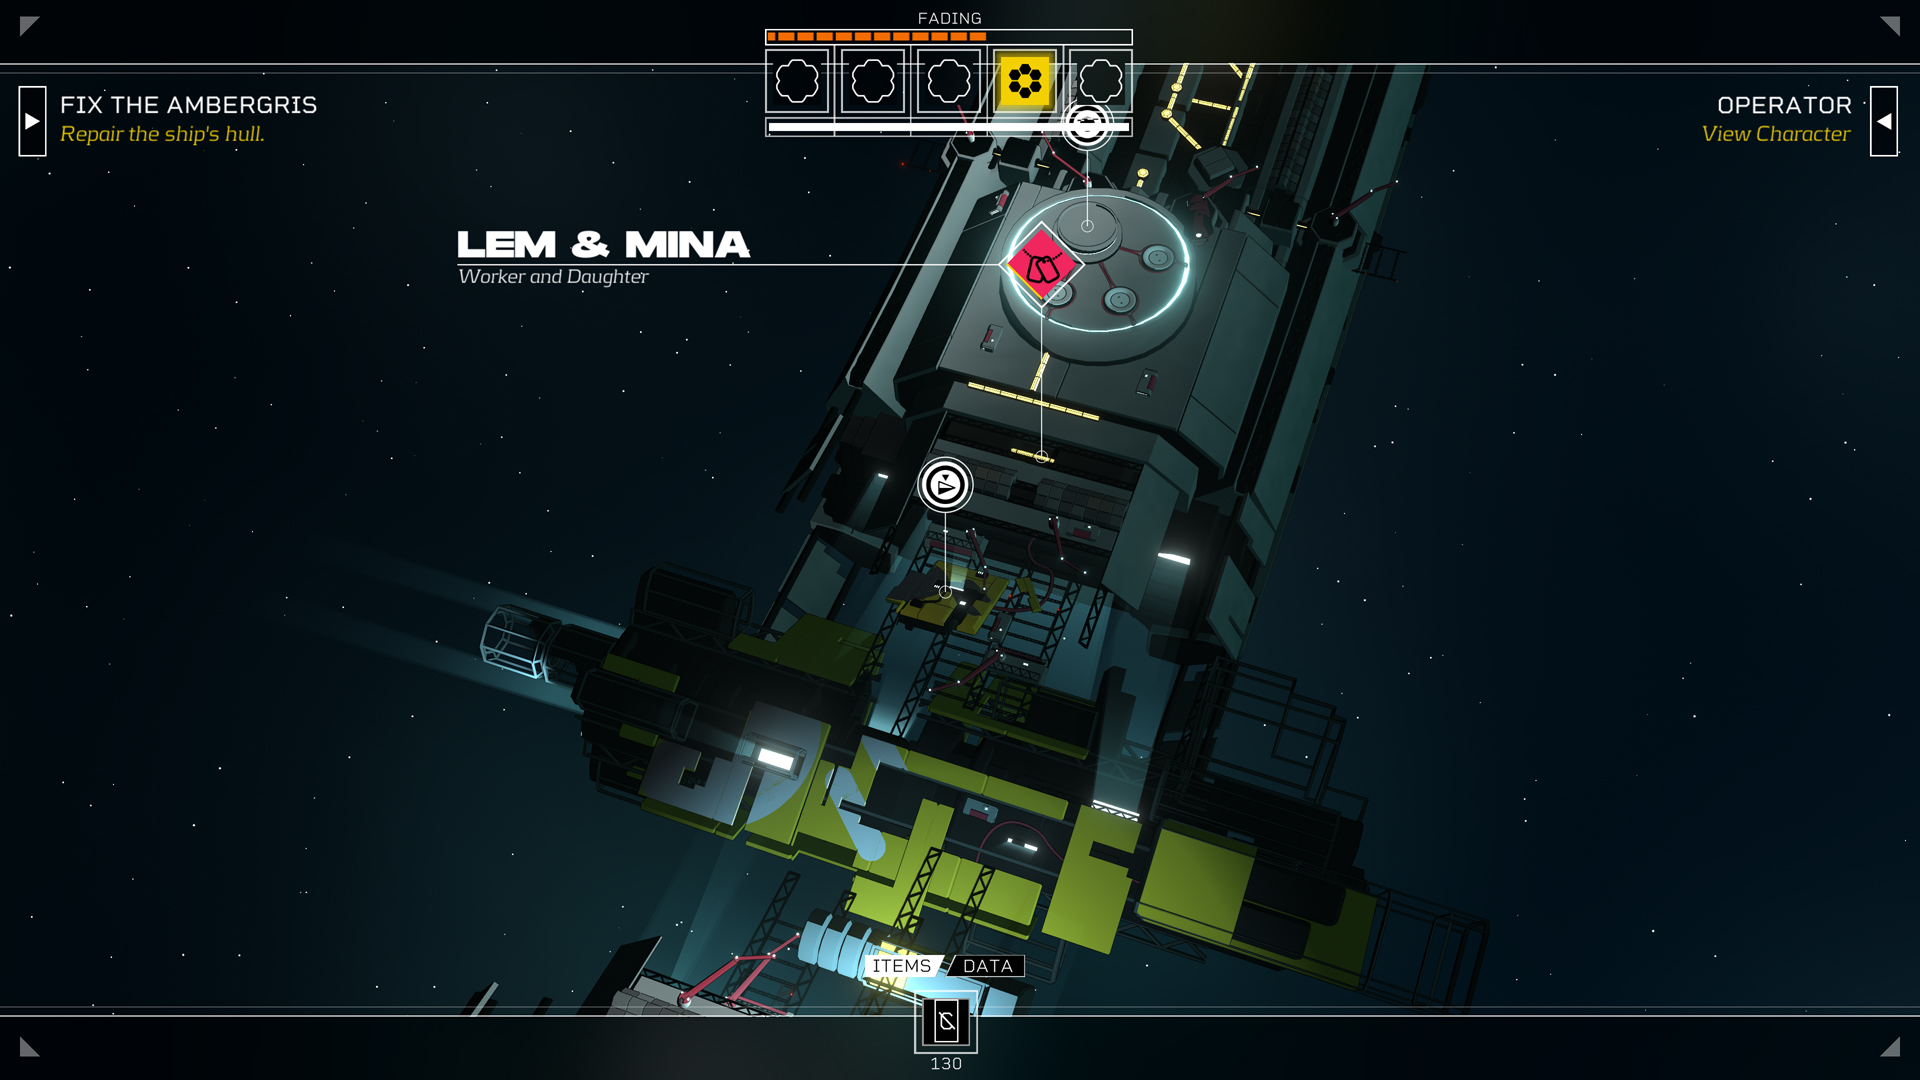 FADING
FIX THE AMBERGRIS
Repair the ship's hull.
OPERATOR
View Character
LEM & MINA
Worker and Daughter
ITEMS
DATA
130